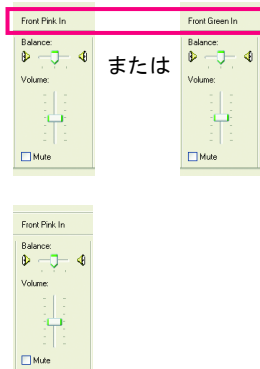 Front Pink In
Balance:
Volume:
Mute
または
Front Green In
Balance:
Volume:
Mute
Front Pink In
Balance:
Volume:
Mute